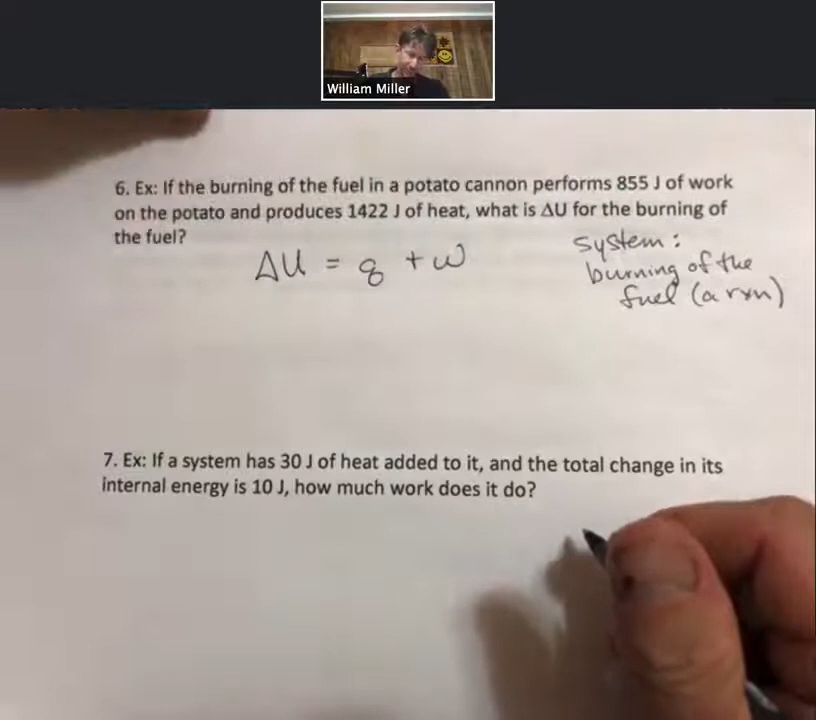 William Miller
6. Ex: If the burning of the fuel in a potato cannon performs 855 J of work
on the potato and produces 1422 J of heat, what is ΔU for the burning of
the fuel?
ΔU = q + w
system:
burning of the
fuel (a rxn)
7. Ex: If a system has 30 J of heat added to it, and the total change in its
internal energy is 10 J, how much work does it do?